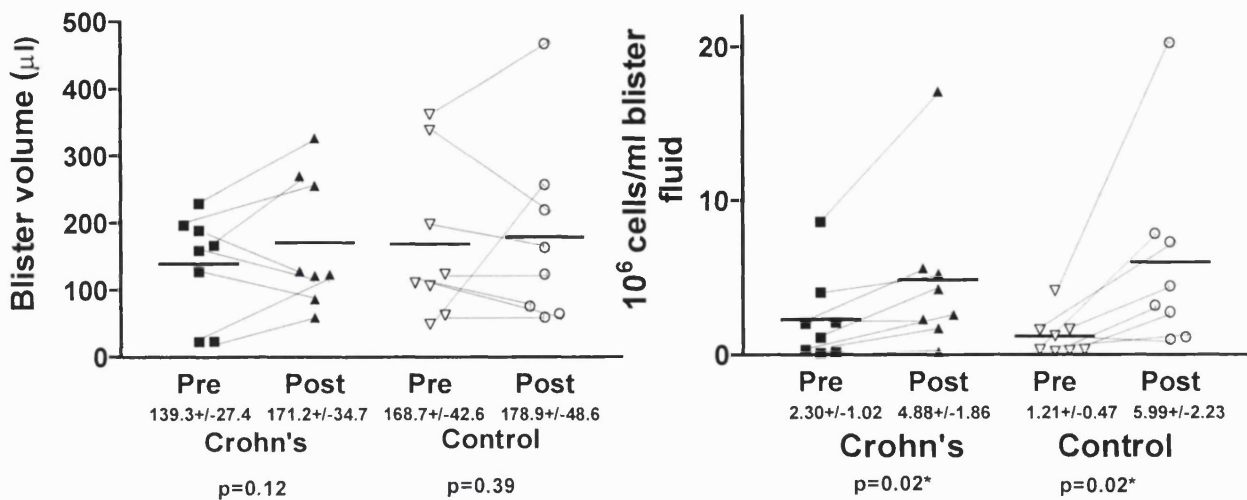 Blister volume (μl)
500
400
300
200
100
0
Pre Post Pre Post
139.3+/-27.4 171.2+/-34.7 168.7+/-42.6 178.9+/-48.6
Crohn's Control
p=0.12 p=0.39
10⁶ cells/ml blister
fluid
20
10
0
Pre Post Pre Post
2.30+/-1.02 4.88+/-1.86 1.21+/-0.47 5.99+/-2.23
Crohn's Control
p=0.02* p=0.02*